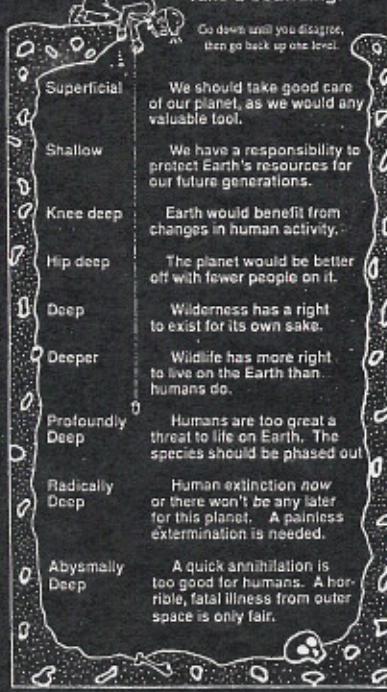 Go down until you disagree,
then go back up one level.
Superficial
We should take good care
of our planet, as we would any
valuable tool.
Shallow
We have a responsibility to
protect Earth's resources for
our future generations.
Knee deep
Earth would benefit from
changes in human activity.
Hip deep
The planet would be better
off with fewer people on it.
Deep
Wilderness has a right
to exist for its own sake.
Deeper
Wildlife has more right
to live on the Earth than
humans do.
Profoundly
Deep
Humans are too great a
threat to life on Earth. The
species should be phased out
Radically
Deep
Human extinction now
or there won't be any later
for this planet. A painless
extermination is needed.
Abysmally
Deep
A quick annihilation is
too good for humans. A hor-
rible, fatal illness from outer
space is only fair.